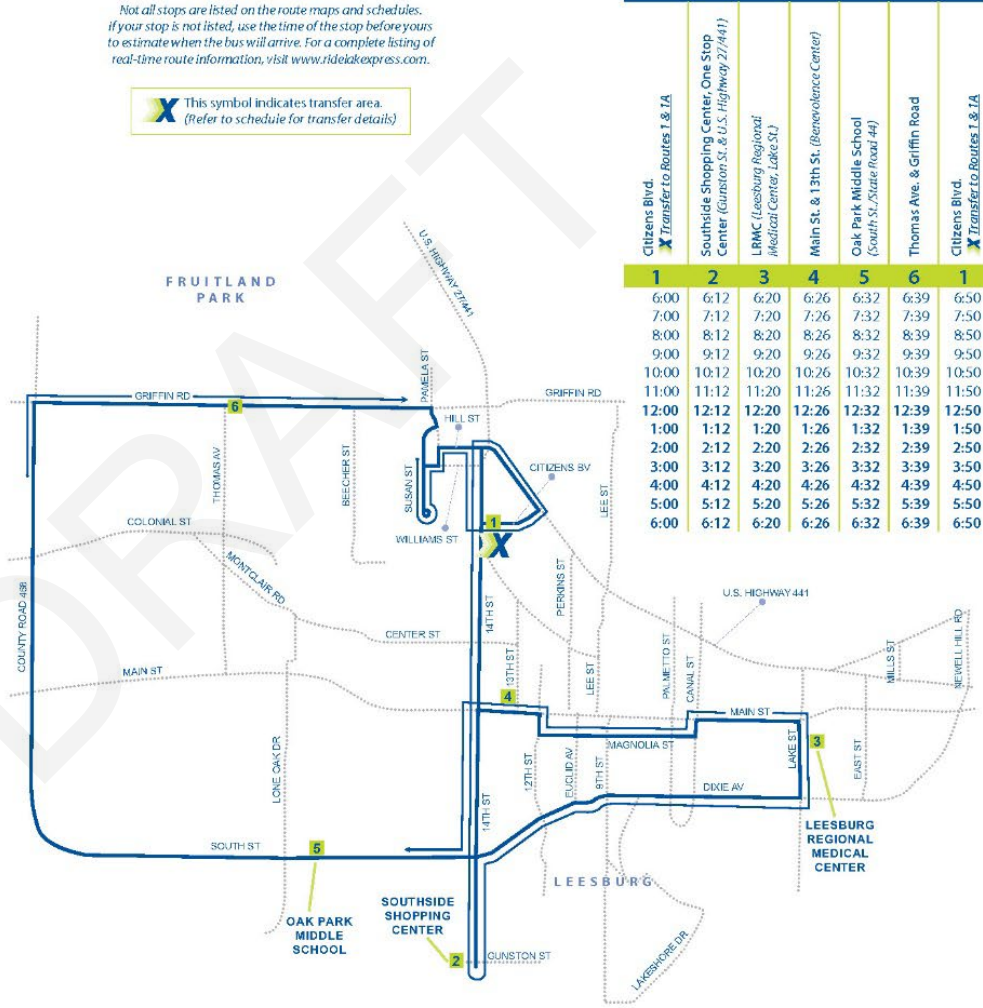 Not all stops are listed on the route maps and schedules.
if your stop is not listed, use the time of the stop before yours
to estimate when the bus will arrive. For a complete listing of
real-time route information, visit www.ridelakexpress.com.
X This symbol indicates transfer area.
(Refer to schedule for transfer details)
Citizens Blvd.
X Transfer to Routes 1 & 1A
Southside Shopping Center, One Stop
Center (Gunston St. & U.S. Highway 27/441)
LRMC (Leesburg Regional
Medical Center, Lake St.)
Main St. & 13th St. (Benevolence Center)
Oak Park Middle School
(South St./State Road 44)
Thomas Ave. & Griffin Road
Citizens Blvd.
X Transfer to Routes 1 & 1A
1 2 3 4 5 6 1
6:00 6:12 6:20 6:26 6:32 6:39 6:50
7:00 7:12 7:20 7:26 7:32 7:39 7:50
8:00 8:12 8:20 8:26 8:32 8:39 8:50
9:00 9:12 9:20 9:26 9:32 9:39 9:50
10:00 10:12 10:20 10:26 10:32 10:39 10:50
11:00 11:12 11:20 11:26 11:32 11:39 11:50
12:00 12:12 12:20 12:26 12:32 12:39 12:50
1:00 1:12 1:20 1:26 1:32 1:39 1:50
2:00 2:12 2:20 2:26 2:32 2:39 2:50
3:00 3:12 3:20 3:26 3:32 3:39 3:50
4:00 4:12 4:20 4:26 4:32 4:39 4:50
5:00 5:12 5:20 5:26 5:32 5:39 5:50
6:00 6:12 6:20 6:26 6:32 6:39 6:50
DRAFT
FRUITLAND
PARK
U.S. HIGHWAY 27/441
PAMELA ST
GRIFFIN RD
6
GRIFFIN RD
HILL ST
THOMAS AV
BEECHER ST
SUSAN ST
CITIZENS BV
LEE ST
1
COLONIAL ST
WILLIAMS ST
X
MONTCLAIR RD
COUNTY ROAD 468
14TH ST
PERKINS ST
U.S. HIGHWAY 441
CENTER ST
MAIN ST
13TH ST
4
LEE ST
PALMETTO ST
CANAL ST
MILLS ST
NEWELL HILL RD
MAIN ST
MAGNOLIA ST
LAKE ST
3
LONE OAK DR
12TH ST
EUCLID AV
9TH ST
EAST ST
DIXIE AV
14TH ST
SOUTH ST
5
LEESBURG
REGIONAL
MEDICAL
CENTER
LEESBURG
OAK PARK
MIDDLE
SCHOOL
SOUTHSIDE
SHOPPING
CENTER
2
GUNSTON ST
LAKESHORE DR